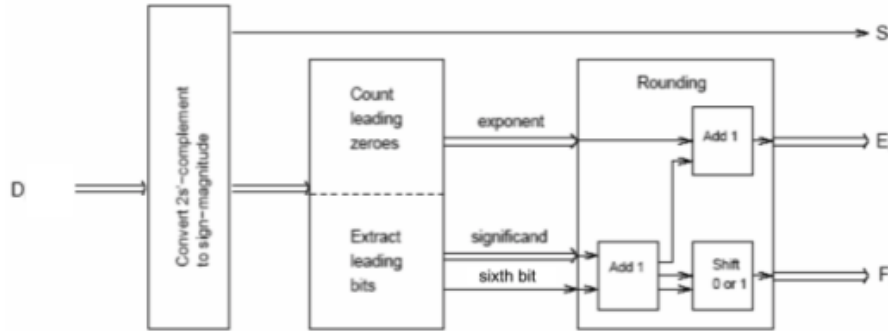 S
Rounding
Count
leading
zeroes
exponent
Add 1
E
Convert 2s'-complement
to sign-magnitude
D
Extract
leading
bits
significand
sixth bit
Add 1
Shift
0 or 1
F